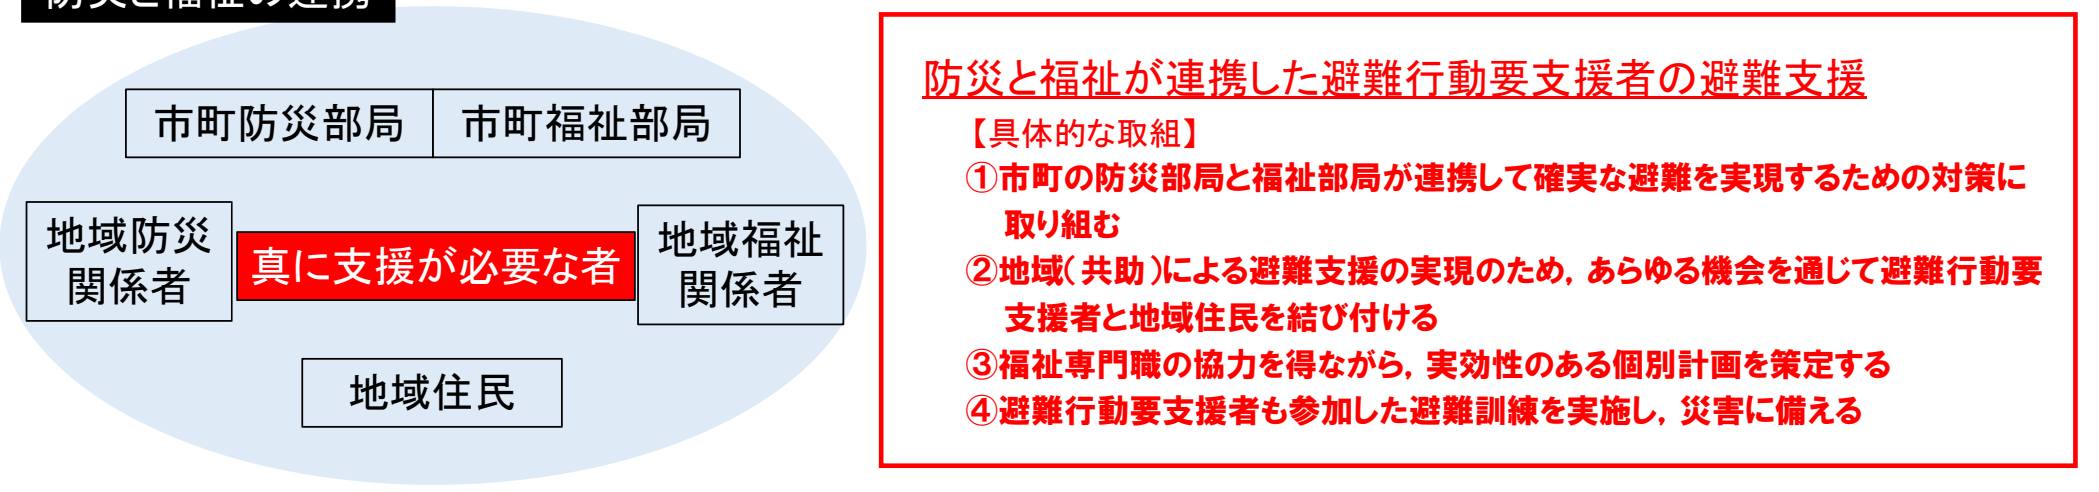 防災と福祉の連携
市町防災部局 市町福祉部局
地域防災
関係者
真に支援が必要な者
地域福祉
関係者
地域住民
防災と福祉が連携した避難行動要支援者の避難支援
【具体的な取組】
①市町の防災部局と福祉部局が連携して確実な避難を実現するための対策に
取り組む
②地域(共助)による避難支援の実現のため，あらゆる機会を通じて避難行動要
支援者と地域住民を結び付ける
③福祉専門職の協力を得ながら，実効性のある個別計画を策定する
④避難行動要支援者も参加した避難訓練を実施し，災害に備える